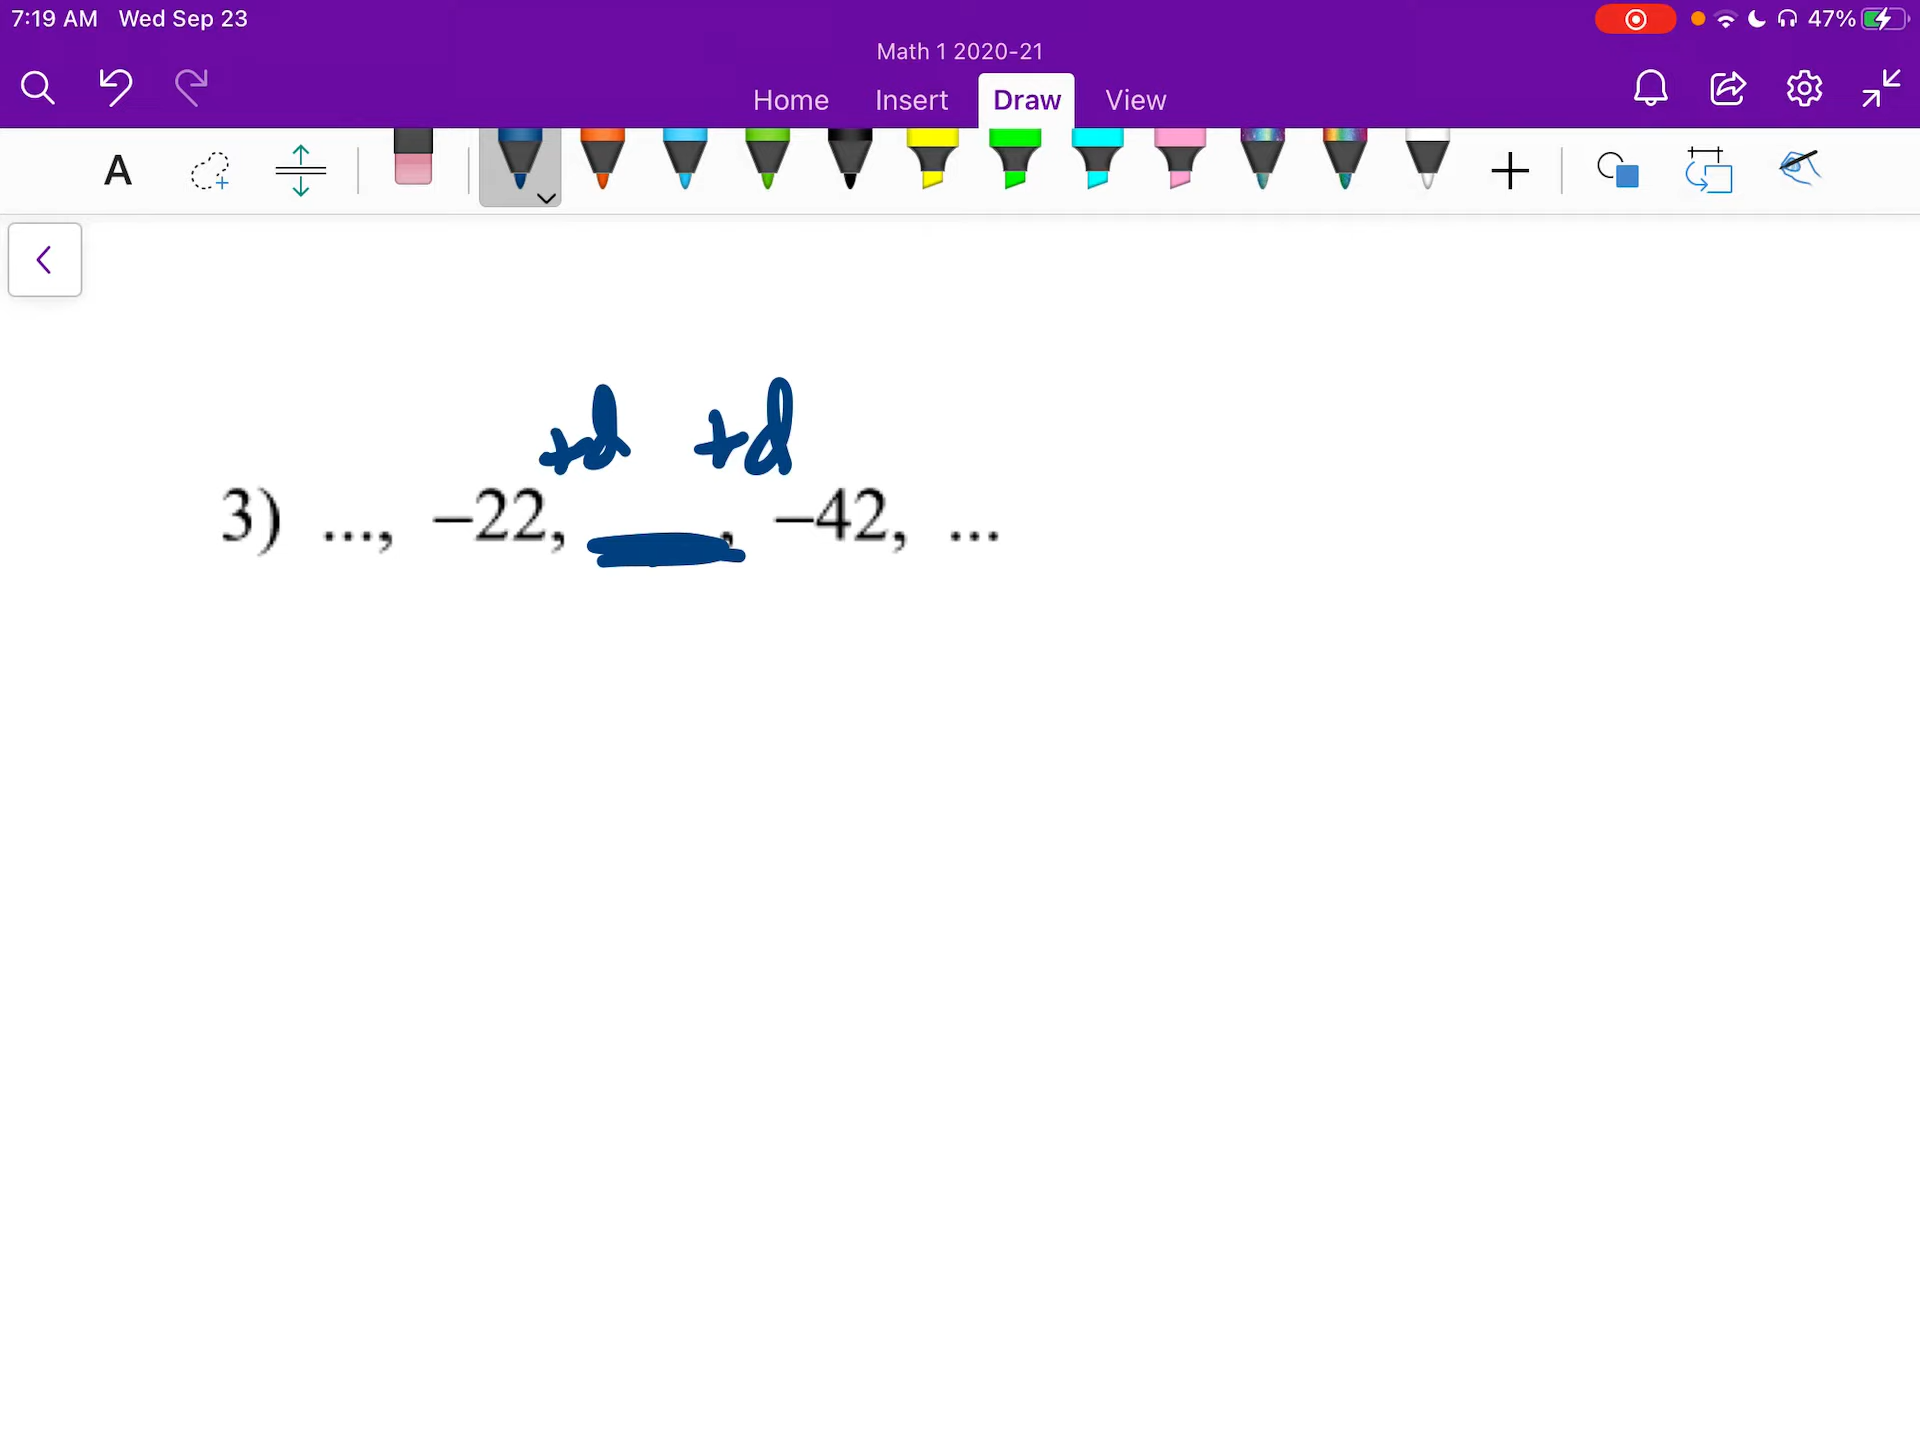 7:19 AM Wed Sep 23
47%
Math 1 2020-21
Home Insert Draw View
A
+d +d
3) ..., −22, ___, −42, ...